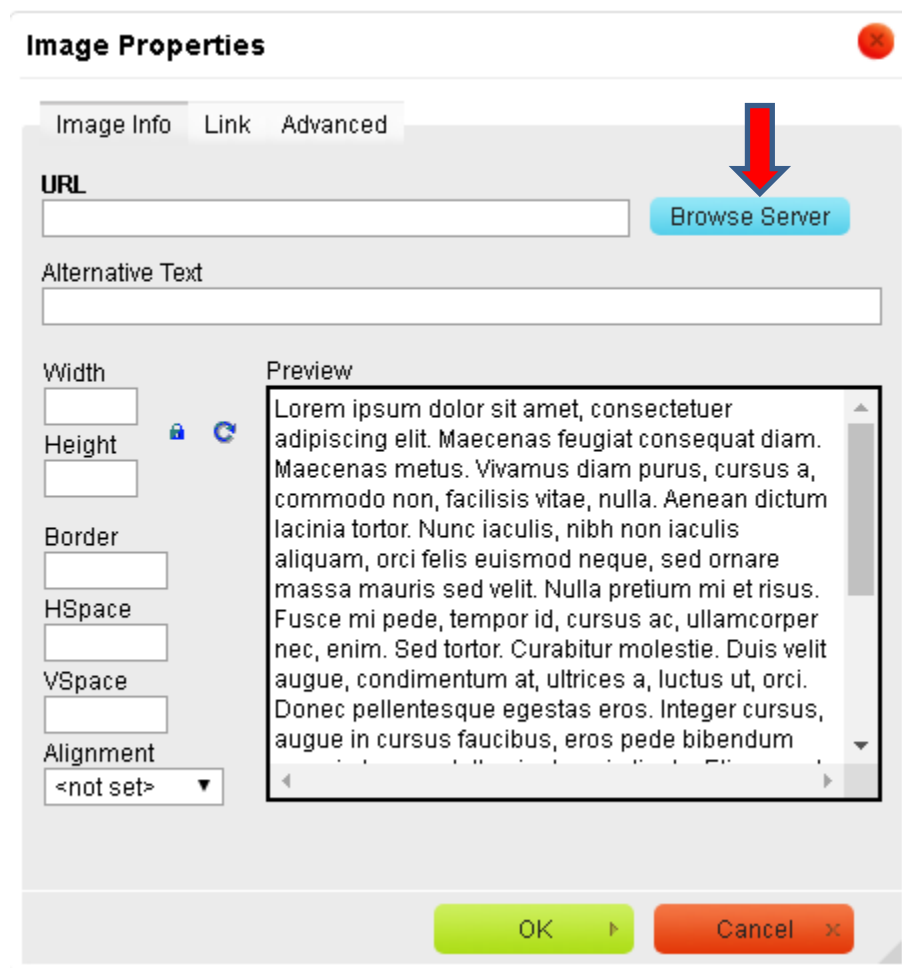 Image Properties
Image Info Link Advanced
URL
Browse Server
Alternative Text
Width
Height
Border
HSpace
VSpace
Alignment
<not set>
Preview
Lorem ipsum dolor sit amet, consectetuer
adipiscing elit. Maecenas feugiat consequat diam.
Maecenas metus. Vivamus diam purus, cursus a,
commodo non, facilisis vitae, nulla. Aenean dictum
lacinia tortor. Nunc iaculis, nibh non iaculis
aliquam, orci felis euismod neque, sed ornare
massa mauris sed velit. Nulla pretium mi et risus.
Fusce mi pede, tempor id, cursus ac, ullamcorper
nec, enim. Sed tortor. Curabitur molestie. Duis velit
augue, condimentum at, ultrices a, luctus ut, orci.
Donec pellentesque egestas eros. Integer cursus,
augue in cursus faucibus, eros pede bibendum
OK
Cancel